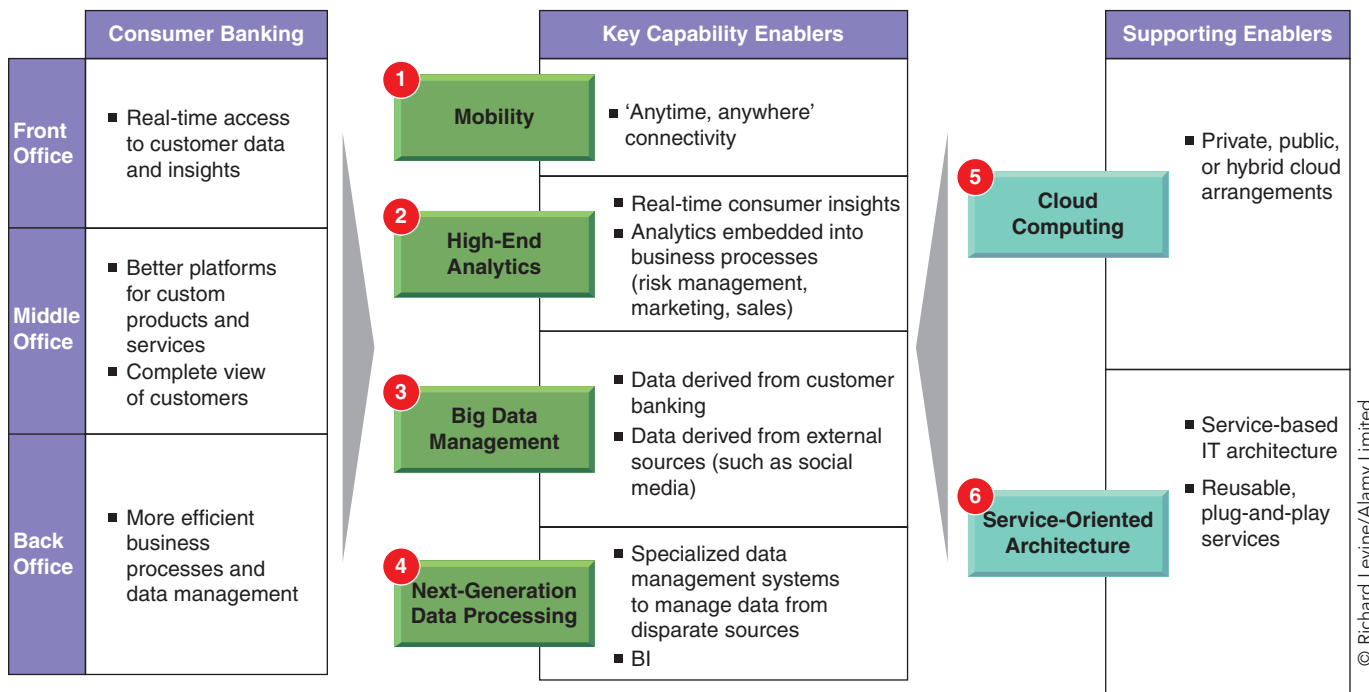 Consumer Banking
Front
Office
▪ Real-time access
to customer data
and insights
Middle
Office
▪ Better platforms
for custom
products and
services
▪ Complete view
of customers
Back
Office
▪ More efficient
business
processes and
data management
Key Capability Enablers
1
Mobility
▪ ‘Anytime, anywhere’
connectivity
2
High-End
Analytics
▪ Real-time consumer insights
▪ Analytics embedded into
business processes
(risk management,
marketing, sales)
3
Big Data
Management
▪ Data derived from customer
banking
▪ Data derived from external
sources (such as social
media)
4
Next-Generation
Data Processing
▪ Specialized data
management systems
to manage data from
disparate sources
▪ BI
Supporting Enablers
5
Cloud
Computing
▪ Private, public,
or hybrid cloud
arrangements
6
Service-Oriented
Architecture
▪ Service-based
IT architecture
▪ Reusable,
plug-and-play
services
© Richard Levine/Alamy Limited